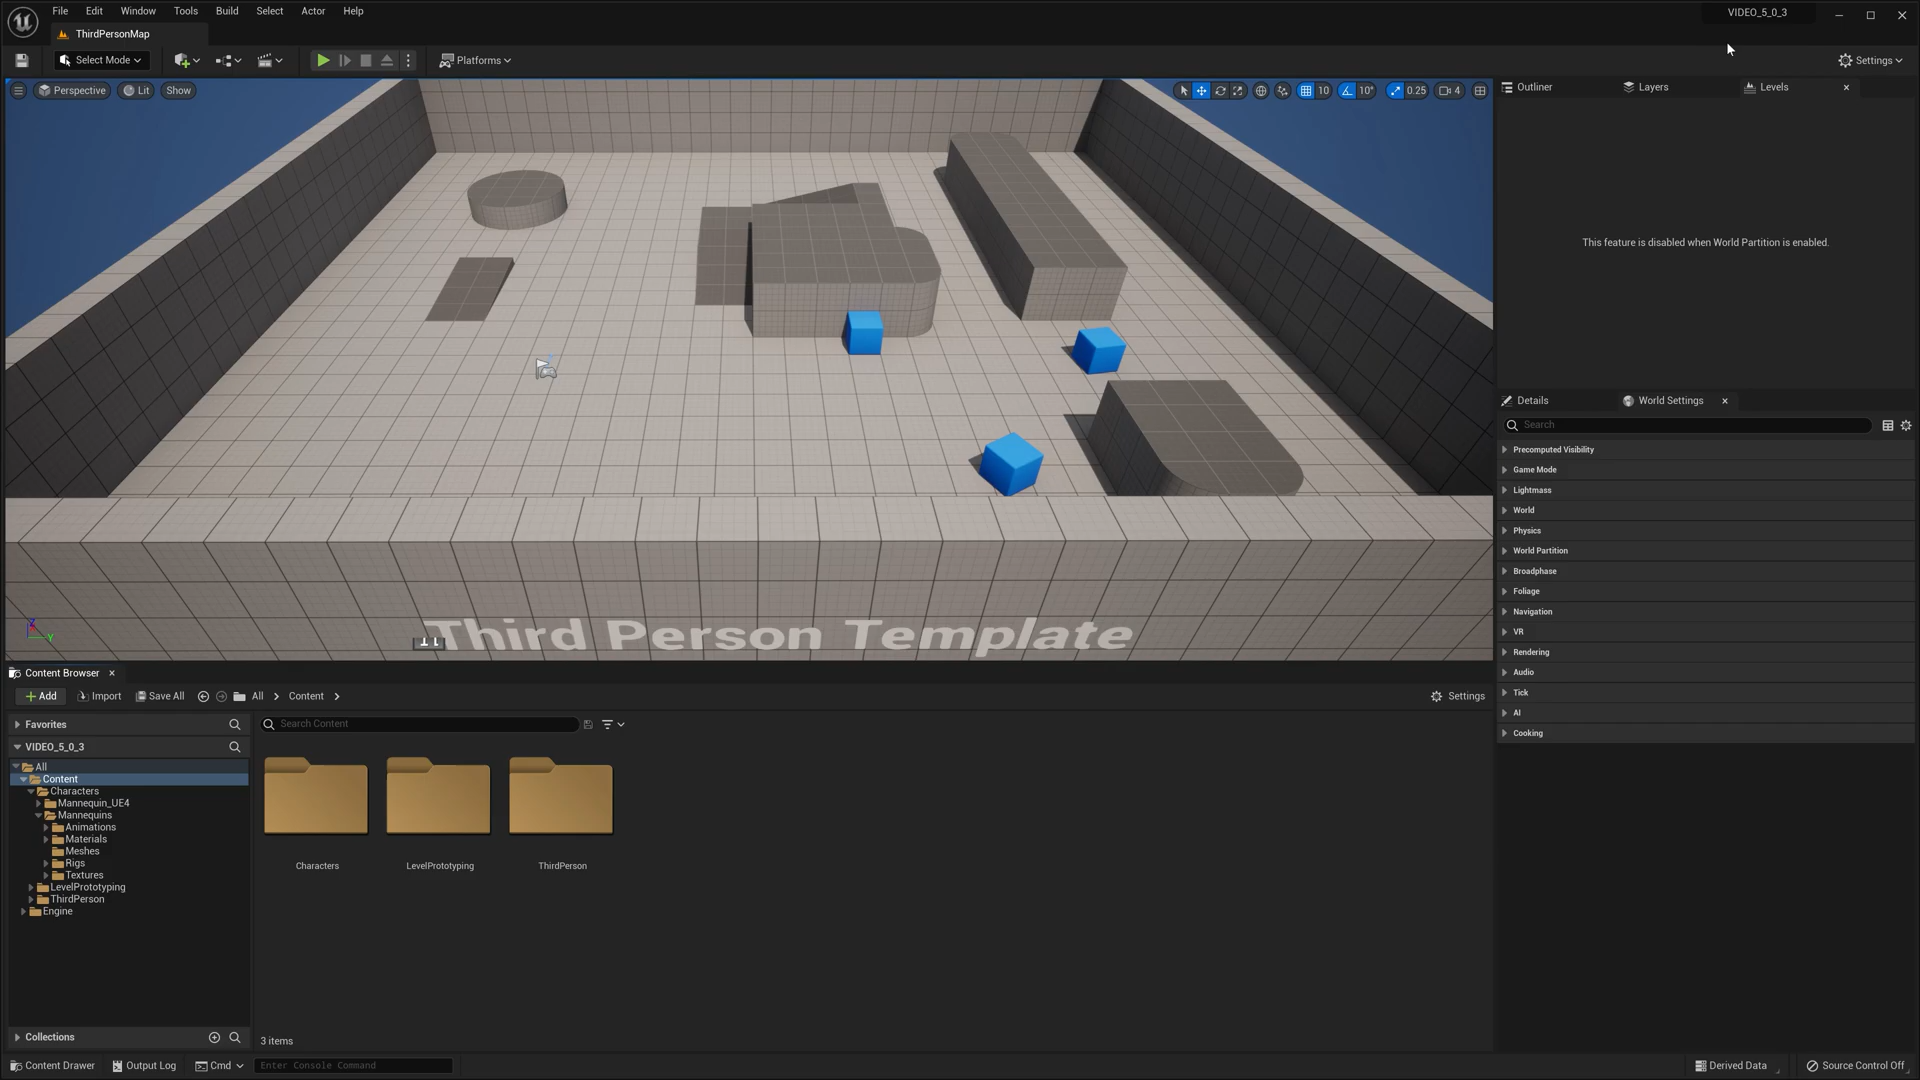 File Edit Window Tools Build Select Actor Help
VIDEO_5_0_3
ThirdPersonMap
Select Mode
Platforms
Settings
Perspective Lit Show
10 10° 0.25 4
Outliner Layers Levels
This feature is disabled when World Partition is enabled.
Third Person Template
Details World Settings
Search
Precomputed Visibility
Game Mode
Lightmass
World
Physics
World Partition
Broadphase
Foliage
Navigation
VR
Rendering
Audio
Tick
AI
Cooking
Content Browser
Add Import Save All All Content Settings
Favorites
Search Content
VIDEO_5_0_3
All
Content
Characters
Mannequin_UE4
Mannequins
Animations
Materials
Meshes
Rigs
Textures
LevelPrototyping
ThirdPerson
Engine
Characters LevelPrototyping ThirdPerson
Collections
3 items
Content Drawer Output Log Cmd Enter Console Command Derived Data Source Control Off